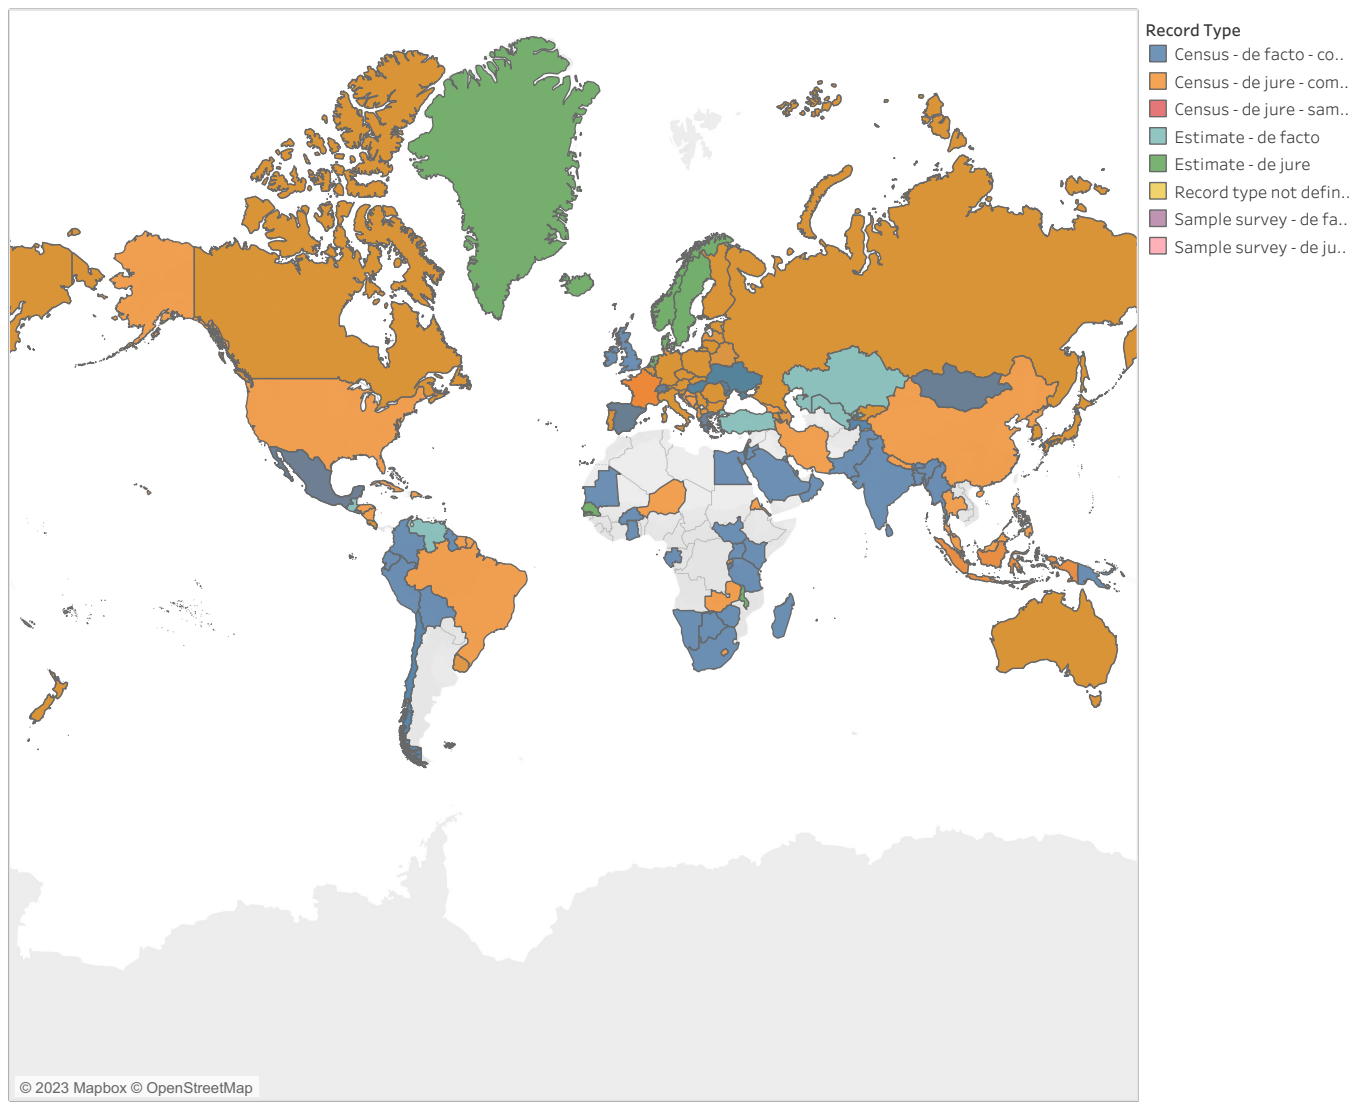 Record Type
Census - de facto - co..
Census - de jure - com..
Census - de jure - sam..
Estimate - de facto
Estimate - de jure
Record type not defin..
Sample survey - de fa..
Sample survey - de ju..
© 2023 Mapbox © OpenStreetMap